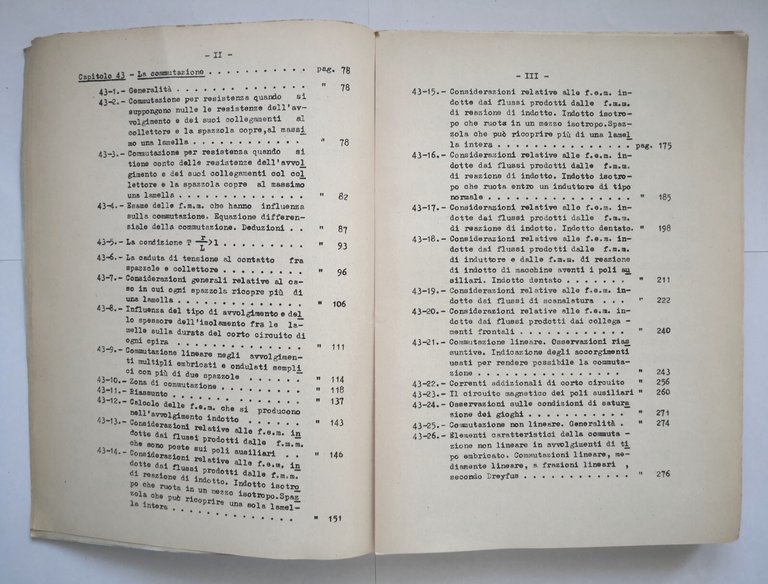 - II -
Capitolo 43 - La commutazione . . . . . . . . . . pag. 78
43-1.- Generalità . . . . . . . . . . . . . . " 78
43-2.- Commutazione per resistenza quando si
suppongono nulle le resistenze dell'av-
volgimento e dei suoi collegamenti al
collettore e la spazzola copre,al massi
mo una lamella . . . . . . . . . . . . " 78
43-3.- Commutazione per resistenza quando si
tiene conto delle resistenze dell'avvol
gimento e dei suoi collegamenti col col
lettore e la spazzola copre al massimo
una lamella . . . . . . . . . . . . . " 82
43-4.- Esame delle f.m.m. che hanno influenza
sulla commutazione. Equazione differen-
ziale della commutazione. Deduzioni . . " 87
43-5.- La condizione T r/L >1 . . . . . . . . . " 93
43-6.- La caduta di tensione al contatto fra
spazzole e collettore . . . . . . . . . " 96
43-7.- Considerazioni generali relative al ca-
so in cui ogni spazzola ricopre più di
una lamella . . . . . . . . . . . . . . " 106
43-8.- Influenza del tipo di avvolgimento e del
lo spessore dell'isolamento fra le la-
melle sulla durata del corto circuito di
ogni spira . . . . . . . . . . . . . . " 111
43-9.- Commutazione lineare negli avvolgimen-
ti multipli embricati e ondulati sempli
ci con più di due spazzole . . . . . . " 114
43-10.- Zona di commutazione . . . . . . . . . " 118
43-11.- Riassunto . . . . . . . . . . . . . . " 137
43-12.- Calcolo delle f.e.m. che si producono
nell'avvolgimento indotto . . . . . . . " 143
43-13.- Considerazioni relative alle f.e.m. in
dotte dai flussi prodotti dalle f.m.m.
che sono poste sui poli ausiliari . . . " 146
43-14.- Considerazioni relative alle f.e.m. in
dotte dai flussi prodotti dalle f.m.m.
di reazione di indotto. Indotto isotro
po che ruota in un mezzo isotropo.Spaz
zola che può ricoprire una sola lamel-
la intera . . . . . . . . . . . . . . . " 151
- III -
43-15.- Considerazioni relative alle f.e.m. in-
dotte dai flussi prodotti dalle f.m.m.
di reazione di indotto. Indotto isotro-
po che ruota in un mezzo isotropo.Spaz
zola che può ricoprire più di una lamel
la intera . . . . . . . . . . . . . . . pag. 175
43-16.- Considerazioni relative alle f.e.m. in
dotte dai flussi prodotti dalle f.m.m.
di reazione di indotto. Indotto isotro-
po che ruota entro un induttore di tipo
normale . . . . . . . . . . . . . . . . " 185
43-17.- Considerazioni relative alle f.e.m. in
dotte dai flussi prodotti dalle f.m.m.
di reazione di indotto. Indotto dentato. " 198
43-18.- Considerazioni relative alle f.e.m. in
dotte dai flussi prodotti dalle f.m.m.
di induttore e dalle f.m.m. di reazione
di indotto di macchine aventi i poli au
siliari. Indotto dentato . . . . . . . " 211
43-19.- Considerazioni relative alle f.e.m. in
dotte dai flussi di scanalatura . . . . " 222
43-20.- Considerazioni relative alle f.e.m. in
dotte dai flussi prodotti dai collega
menti frontali . . . . . . . . . . . . " 240
43-21.- Commutazione lineare. Osservazioni rias
suntive. Indicazione degli accorgimenti
usati per rendere possibile la commuta-
zione . . . . . . . . . . . . . . . . . " 243
43-22.- Correnti addizionali di corto circuito " 256
43-23.- Il circuito magnetico dei poli ausiliari " 260
43-24.- Osservazioni sulle condizioni di satura
zione dei gioghi . . . . . . . . . . . " 271
43-25.- Commutazione non lineare. Generalità . " 274
43-26.- Elementi caratteristici della commuta
zione non lineare in avvolgimenti di ti
po embricato. Commutazioni lineare, me-
diamente lineare, a frazioni lineari ,
secondo Dreyfus . . . . . . . . . . . . " 276